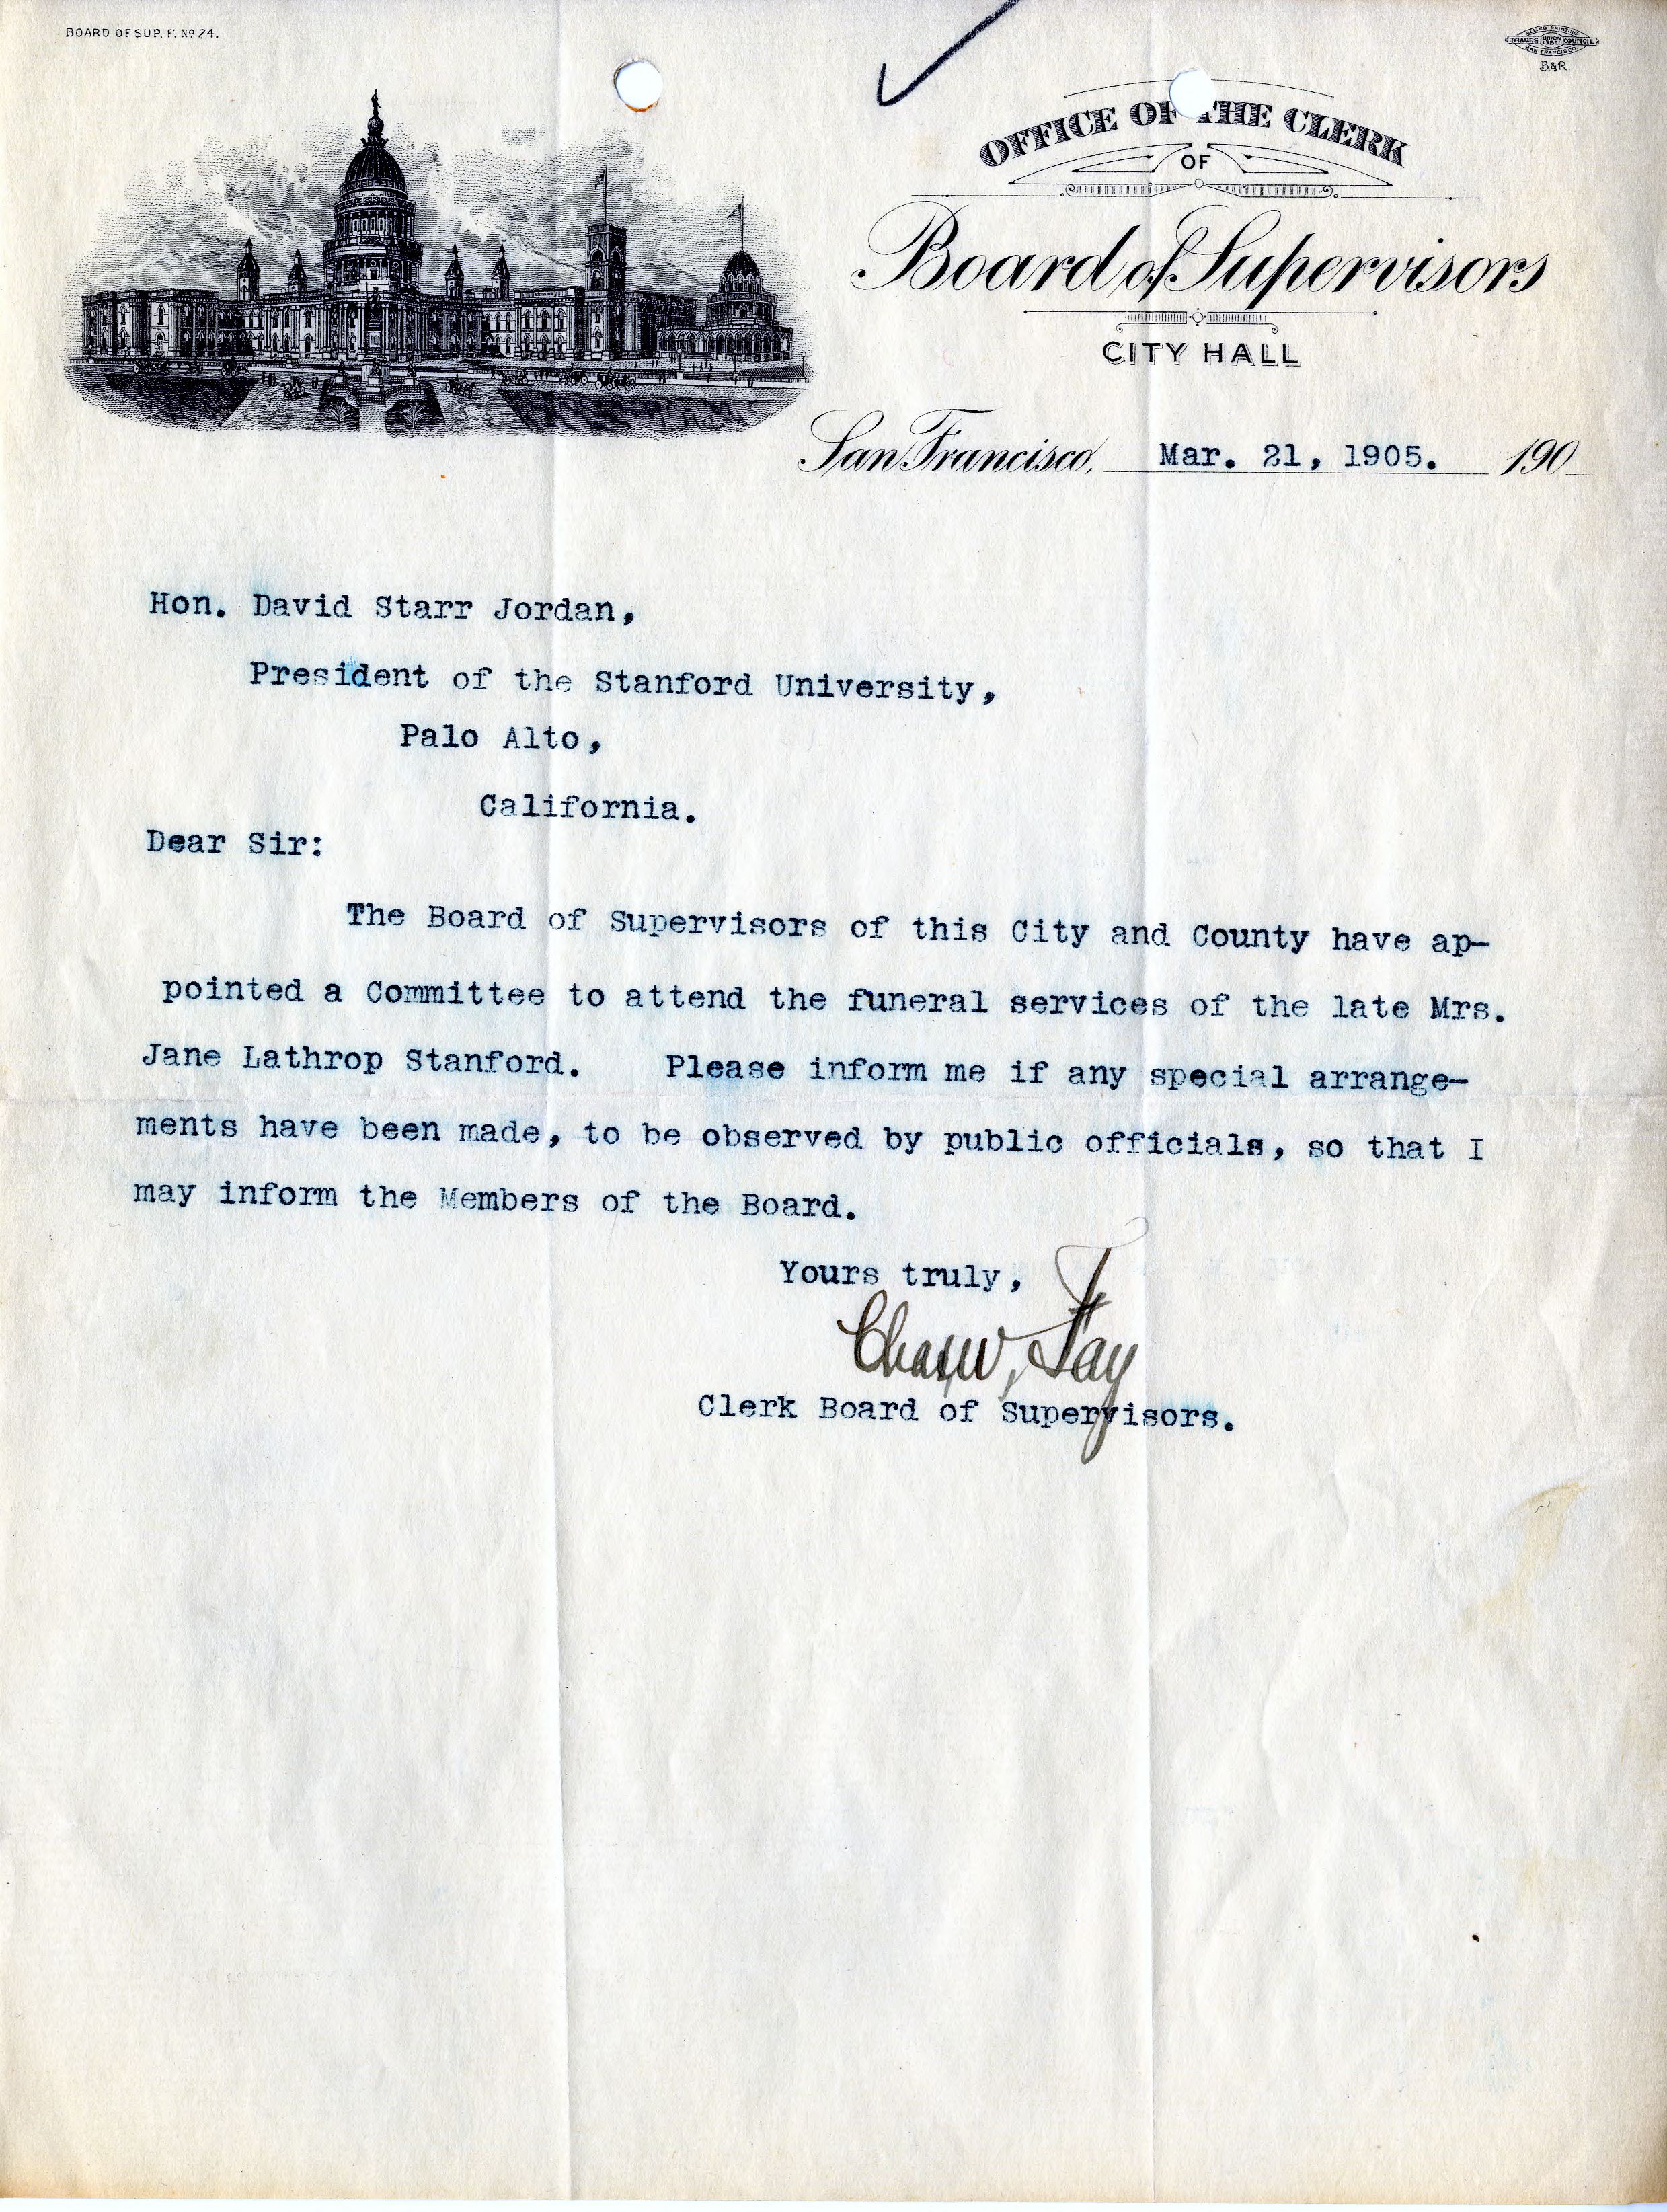 BOARD OF SUP. F. Nº 74.
ALLIED PRINTING
TRADES UNION LABEL COUNCIL
SAN FRANCISCO
B&R
OFFICE OF THE CLERK
OF
Board of Supervisors
CITY HALL
San Francisco, Mar. 21, 1905. 190
Hon. David Starr Jordan,
President of the Stanford University,
Palo Alto,
California.
Dear Sir:
The Board of Supervisors of this City and County have ap-
pointed a Committee to attend the funeral services of the late Mrs.
Jane Lathrop Stanford. Please inform me if any special arrange-
ments have been made, to be observed by public officials, so that I
may inform the Members of the Board.
Yours truly,
Chas W. Fay
Clerk Board of Supervisors.